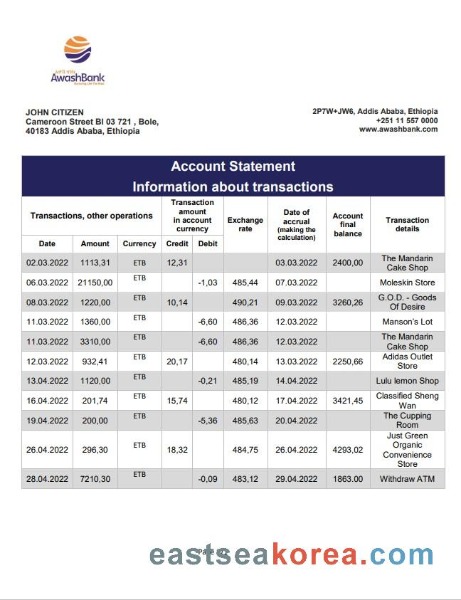 AwashBank
JOHN CITIZEN
Cameroon Street Bl 03 721 , Bole,
40183 Addis Ababa, Ethiopia
2P7W+JW6, Addis Ababa, Ethiopia
+251 11 557 0000
www.awashbank.com
Account Statement
Information about transactions
Transactions, other operations
Transaction
amount
in account
currency
Exchange
rate
Date of
accrual
(making the
calculation)
Account
final
balance
Transaction
details
Date Amount Currency Credit Debit
02.03.2022 1113,31 ETB 12,31 03.03.2022 2400,00 The Mandarin
Cake Shop
06.03.2022 21150,00 ETB -1,03 485,44 07.03.2022 Moleskin Store
08.03.2022 1220,00 ETB 10,14 490,21 09.03.2022 3260,26 G.O.D. - Goods
Of Desire
11.03.2022 1360,00 ETB -6,60 486,36 12.03.2022 Manson's Lot
11.03.2022 3310,00 ETB -6,60 486,36 12.03.2022 The Mandarin
Cake Shop
12.03.2022 932,41 ETB 20,17 480,14 13.03.2022 2250,66 Adidas Outlet
Store
13.04.2022 1120,00 ETB -0,21 485,19 14.04.2022 Lulu lemon Shop
16.04.2022 201,74 ETB 15,74 480,12 17.04.2022 3421,45 Classified Sheng
Wan
19.04.2022 200,00 ETB -5,36 485,63 20.04.2022 The Cupping
Room
26.04.2022 296,30 ETB 18,32 484,75 26.04.2022 4293,02 Just Green
Organic
Convenience
Store
28.04.2022 7210,30 ETB -0,09 483,12 29.04.2022 1863.00 Withdraw ATM
eastseakorea.com